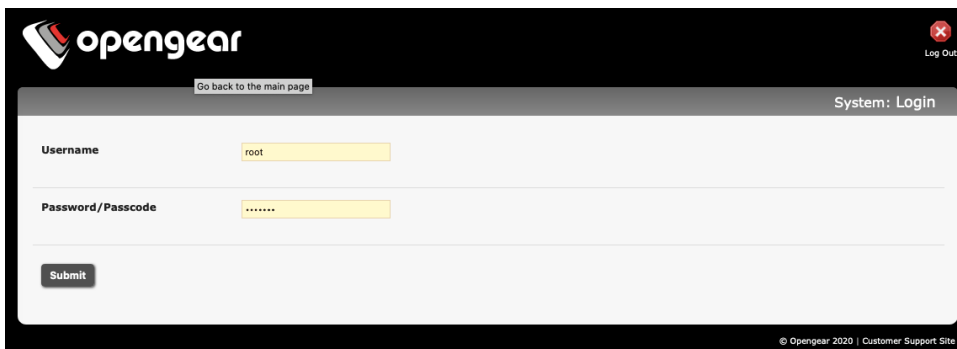 opengear
Log Out
Go back to the main page
System: Login
Username
root
Password/Passcode
•••••••
Submit
© Opengear 2020 | Customer Support Site